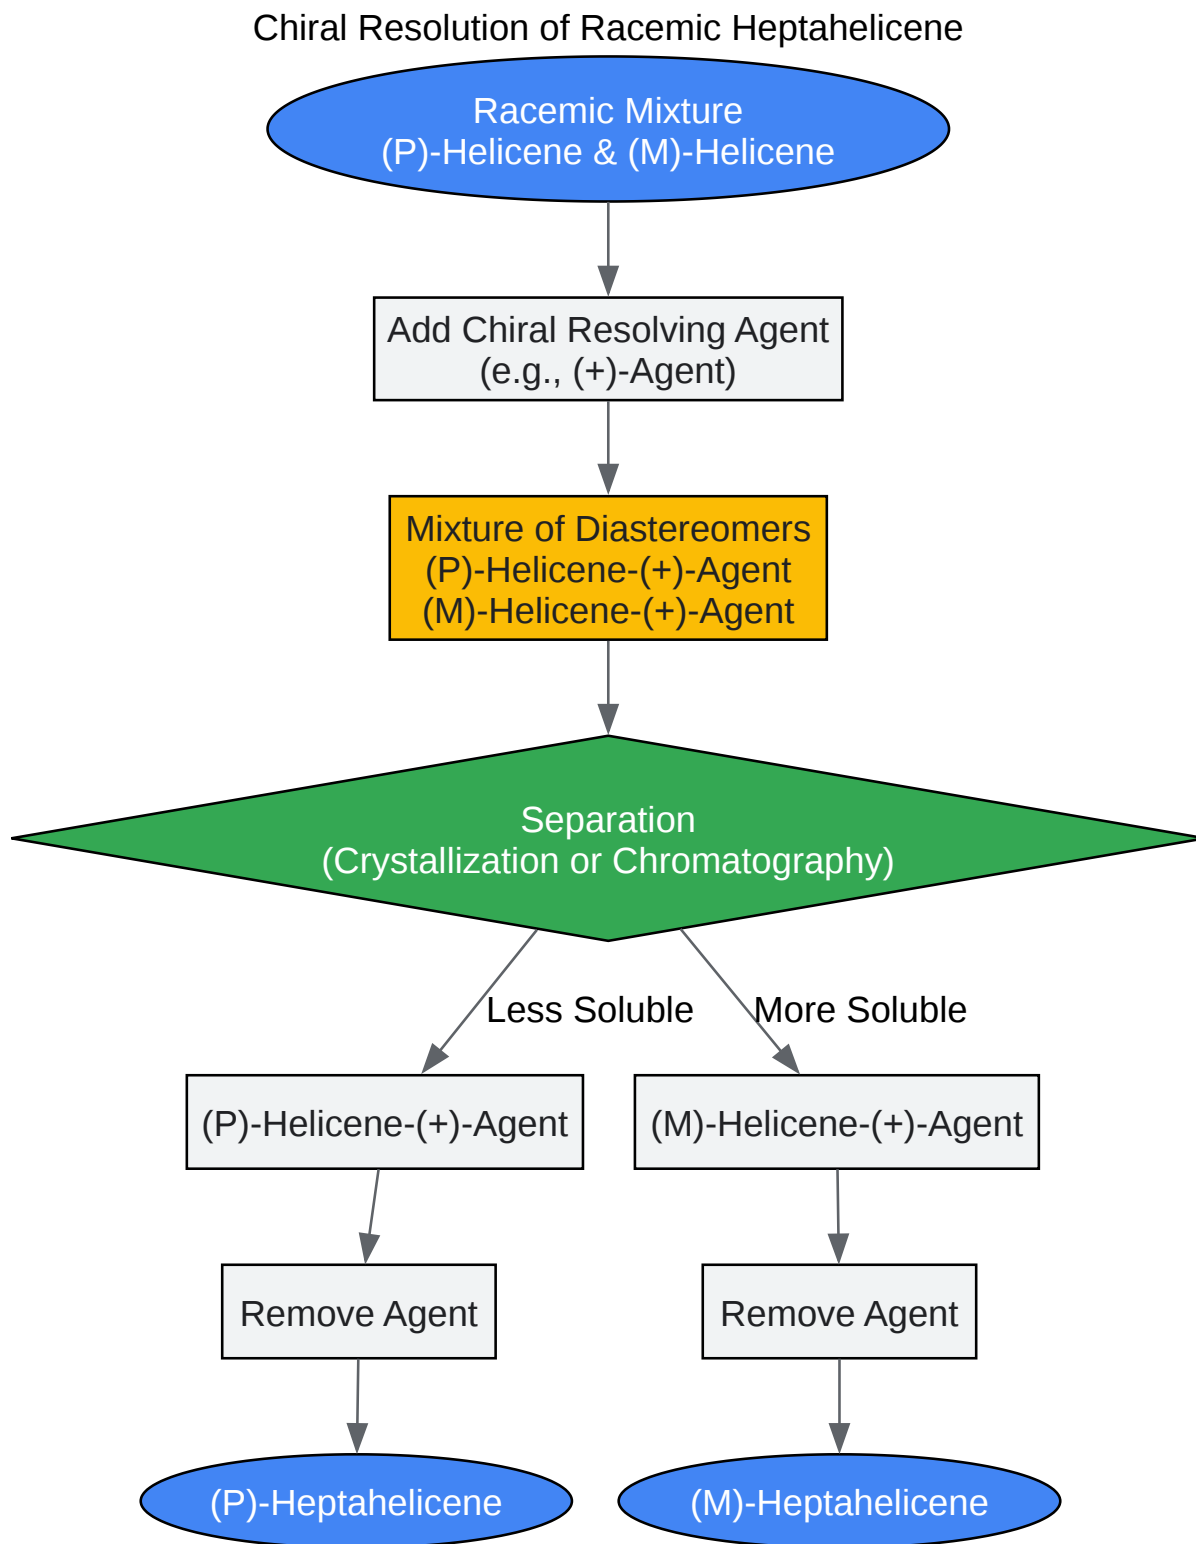 Chiral Resolution of Racemic Heptahelicene
Racemic Mixture
(P)-Helicene & (M)-Helicene
Add Chiral Resolving Agent
(e.g., (+)-Agent)
Mixture of Diastereomers
(P)-Helicene-(+)-Agent
(M)-Helicene-(+)-Agent
Separation
(Crystallization or Chromatography)
Less Soluble
More Soluble
(P)-Helicene-(+)-Agent
(M)-Helicene-(+)-Agent
Remove Agent
Remove Agent
(P)-Heptahelicene
(M)-Heptahelicene